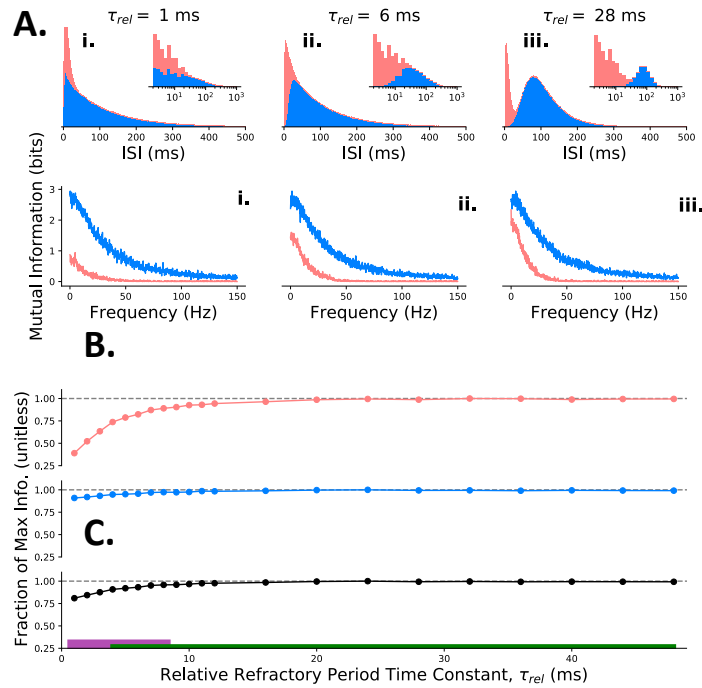 A.
τrel = 1 ms
τrel = 6 ms
τrel = 28 ms
i.
ii.
iii.
10¹ 10² 10³
10¹ 10² 10³
10¹ 10² 10³
0 100 200 300 400 500
0 100 200 300 400 500
0 100 200 300 400 500
ISI (ms)
ISI (ms)
ISI (ms)
Mutual Information (bits)
3
2
1
0
i.
ii.
iii.
0 50 100 150
0 50 100 150
0 50 100 150
Frequency (Hz)
Frequency (Hz)
Frequency (Hz)
B.
Fraction of Max Info. (unitless)
1.00
0.75
0.50
0.25
1.00
0.75
0.50
0.25
C.
1.00
0.75
0.50
0.25
0 20 40
Relative Refractory Period Time Constant, τrel (ms)